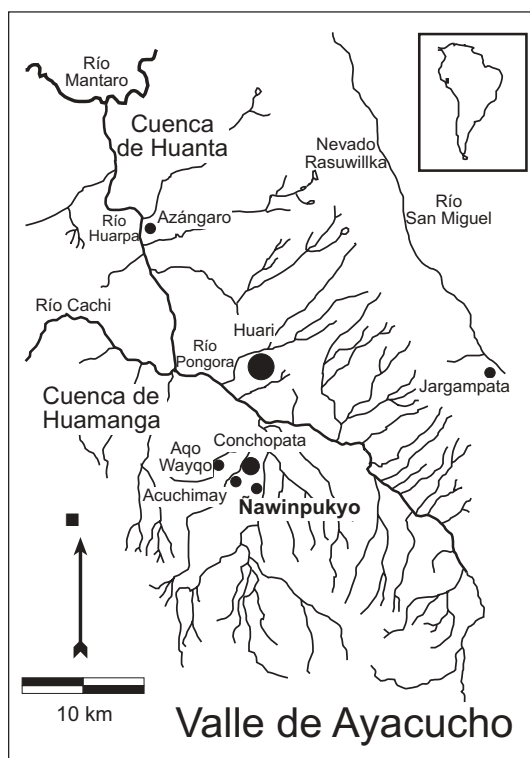 Río
Mantaro
Cuenca
de Huanta
Nevado
Rasuwillka
Río
San Miguel
Río
Huarpa
Azángaro
Río Cachi
Huari
Río
Pongora
Jargampata
Cuenca de
Huamanga
Conchopata
Aqo
Wayqo
Acuchimay
Ñawinpukyo
10 km
Valle de Ayacucho